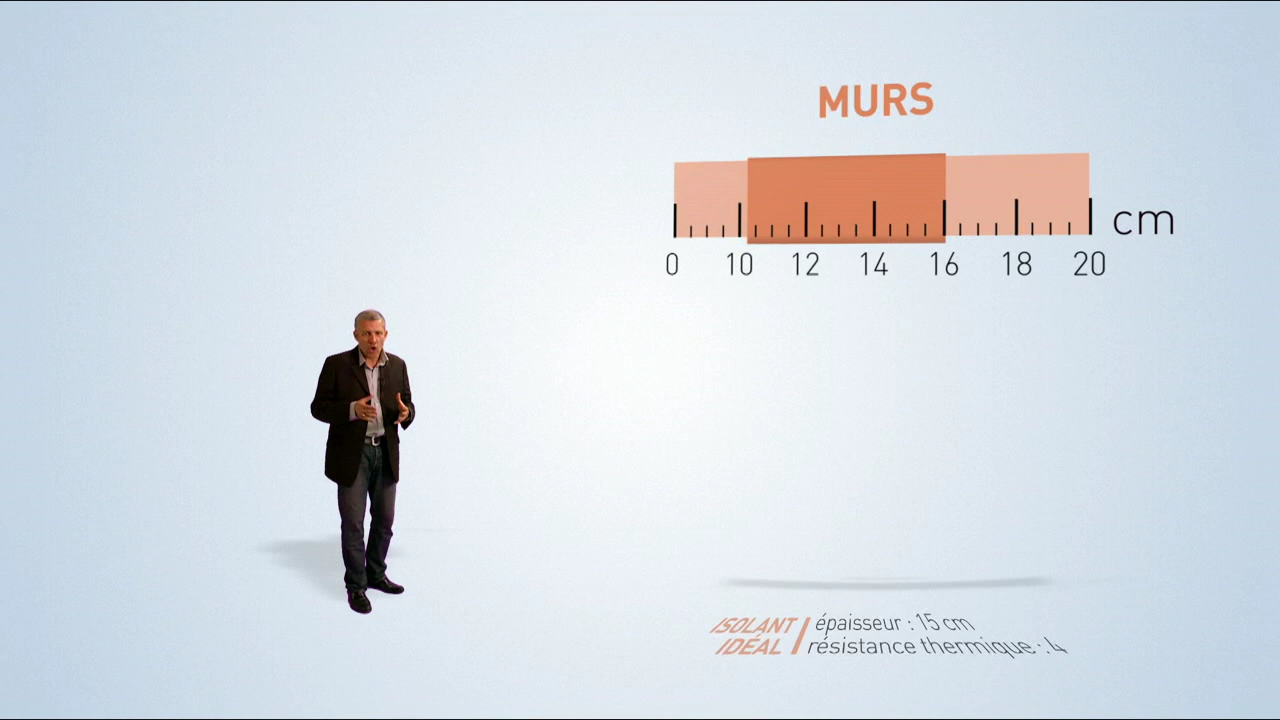 MURS
cm
0 10 12 14 16 18 20
ISOLANT épaisseur : 15 cm
IDÉAL résistance thermique : 4